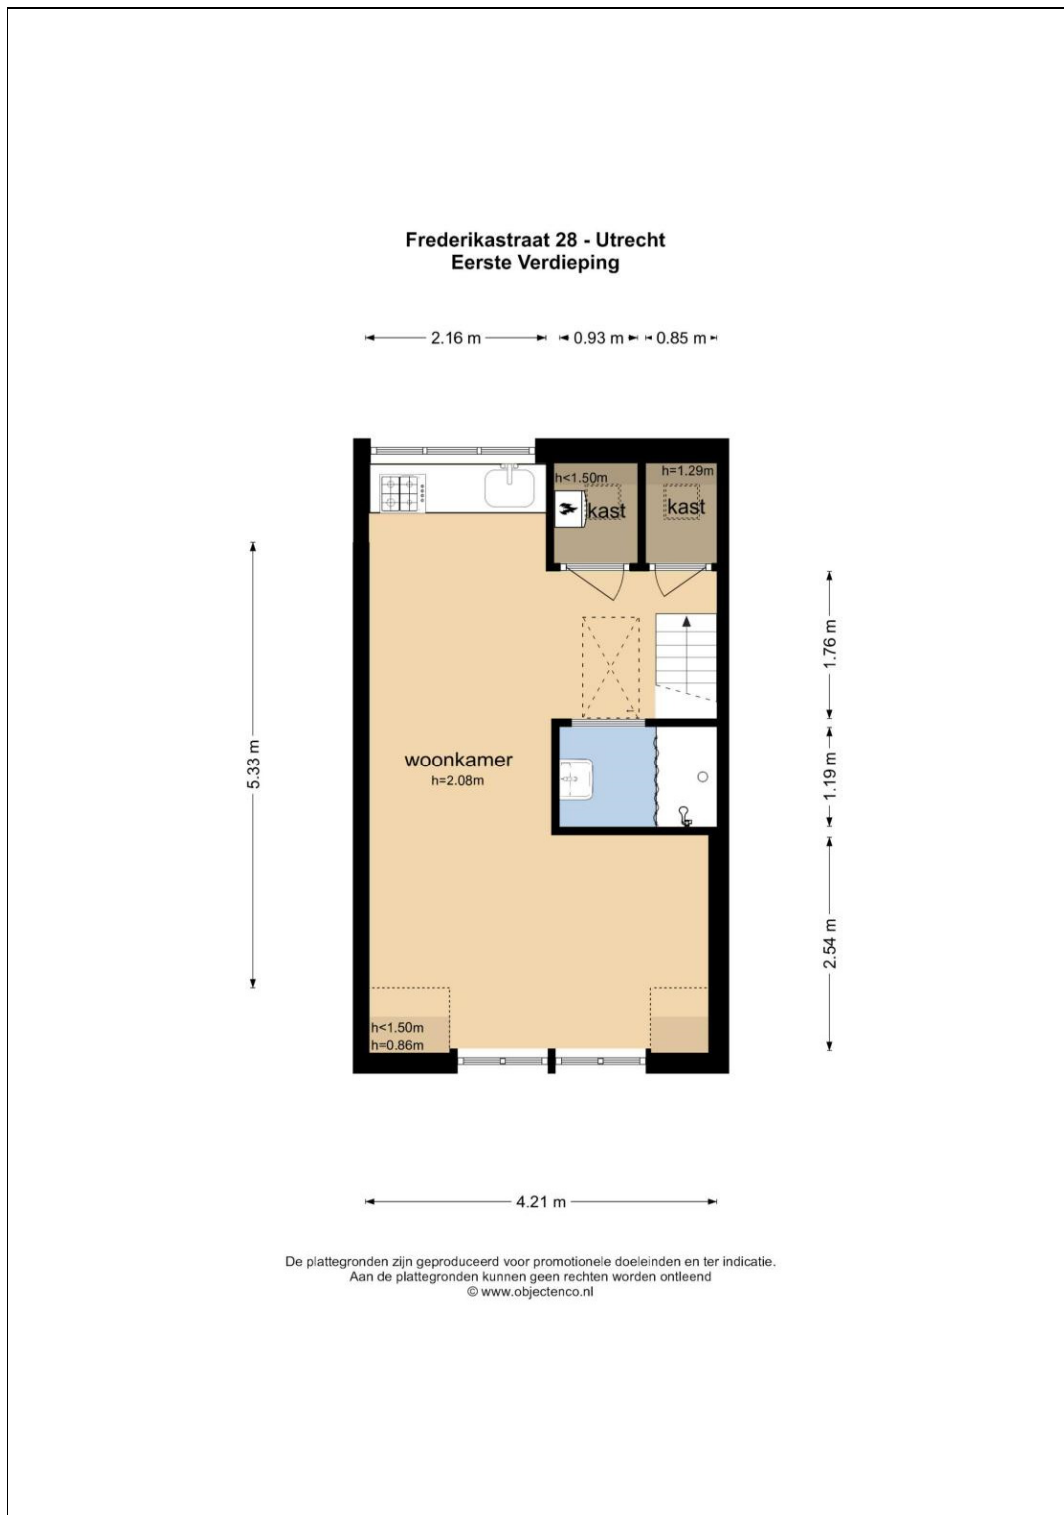 Frederikastraat 28 - Utrecht
Eerste Verdieping
2.16 m
0.93 m
0.85 m
h<1.50m
h=1.29m
kast
kast
1.76 m
5.33 m
woonkamer
h=2.08m
1.19 m
2.54 m
h<1.50m
h=0.86m
4.21 m
De plattegronden zijn geproduceerd voor promotionele doeleinden en ter indicatie.
Aan de plattegronden kunnen geen rechten worden ontleend
© www.objectenco.nl